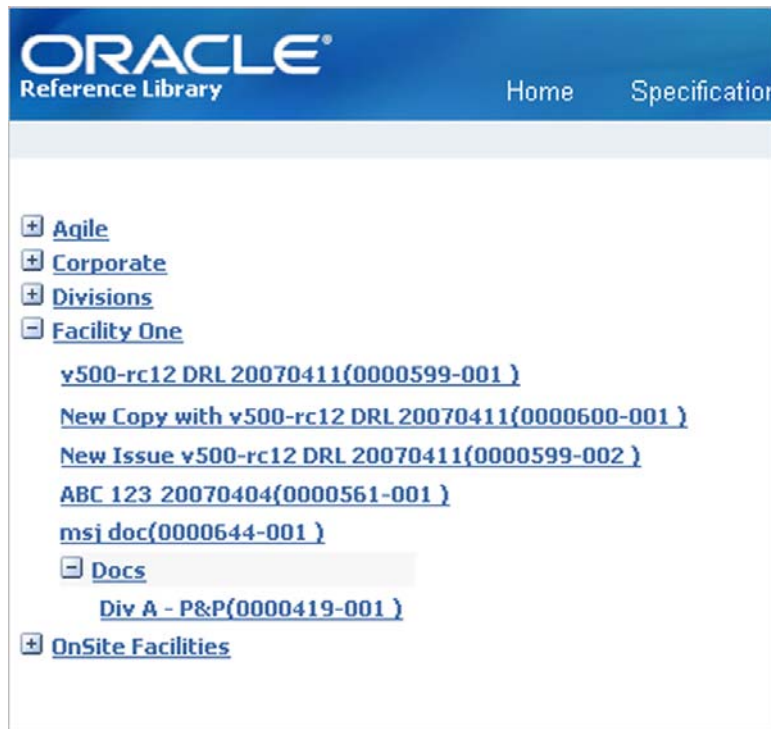 ORACLE®
Reference Library
Home Specification
Agile
Corporate
Divisions
Facility One
v500-rc12 DRL 20070411(0000599-001 )
New Copy with v500-rc12 DRL 20070411(0000600-001 )
New Issue v500-rc12 DRL 20070411(0000599-002 )
ABC 123 20070404(0000561-001 )
msj doc(0000644-001 )
Docs
Div A - P&P(0000419-001 )
OnSite Facilities